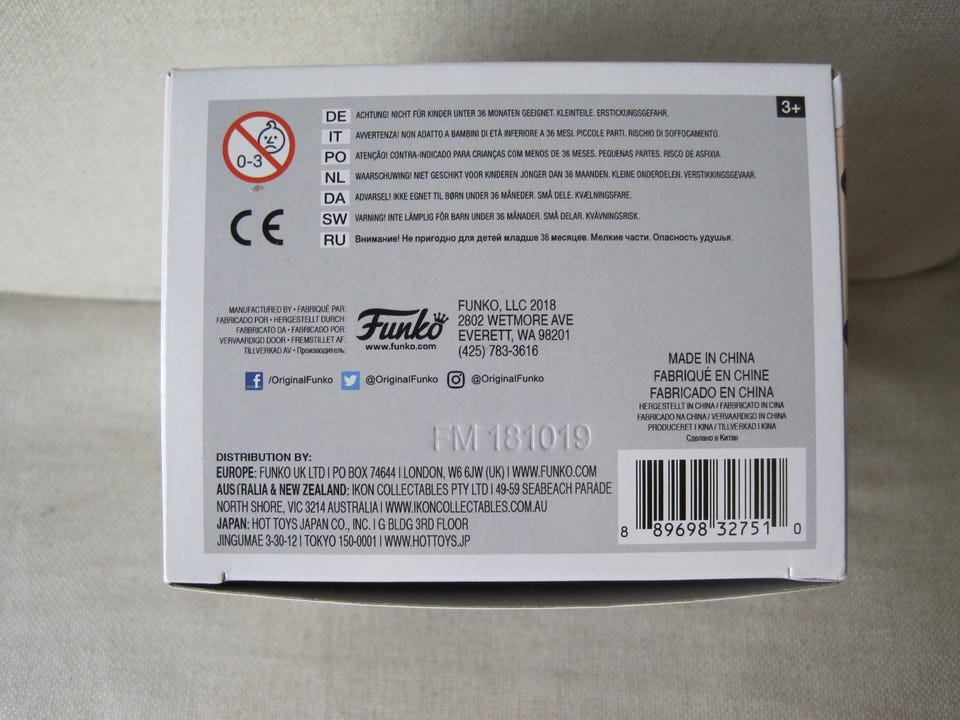 3+
0-3
DE ACHTUNG! NICHT FÜR KINDER UNTER 36 MONATEN GEEIGNET. KLEINTEILE. ERSTICKUNGSGEFAHR.
IT AVVERTENZA! NON ADATTO A BAMBINI DI ETÀ INFERIORE A 36 MESI. PICCOLE PARTI. RISCHIO DI SOFFOCAMENTO.
PO ATENÇÃO! CONTRA-INDICADO PARA CRIANÇAS COM MENOS DE 36 MESES. PEQUENAS PARTES. RISCO DE ASFIXIA.
NL WAARSCHUWING! NIET GESCHIKT VOOR KINDEREN JONGER DAN 36 MAANDEN. KLEINE ONDERDELEN. VERSTIKKINGSGEVAAR.
DA ADVARSEL! IKKE EGNET TIL BØRN UNDER 36 MÅNEDER. SMÅ DELE. KVÆLNINGSFARE.
SW VARNING! INTE LÄMPLIG FÖR BARN UNDER 36 MÅNADER. SMÅ DELAR. KVÄVNINGSRISK.
RU Внимание! Не пригодно для детей младше 36 месяцев. Мелкие части. Опасность удушья.
CE
MANUFACTURED BY • FABRIQUÉ PAR:
FABRICADO POR • HERGESTELLT DURCH:
FABRICATO DA • FABRICADO POR:
VERVAARDIGD DOOR • FREMSTILLET AF:
TILLVERKAD AV • Производитель:
Funko
www.funko.com
FUNKO, LLC 2018
2802 WETMORE AVE
EVERETT, WA 98201
(425) 783-3616
f /OriginalFunko @OriginalFunko @OriginalFunko
MADE IN CHINA
FABRIQUÉ EN CHINE
FABRICADO EN CHINA
HERGESTELLT IN CHINA / FABBRICATO IN CINA
FABRICADO NA CHINA / VERVAARDIGD IN CHINA
PRODUCERET I KINA / TILLVERKAD I KINA
Сделано в Китае
FM 181019
DISTRIBUTION BY:
EUROPE: FUNKO UK LTD | PO BOX 74644 | LONDON, W6 6JW (UK) | WWW.FUNKO.COM
AUSTRALIA & NEW ZEALAND: IKON COLLECTABLES PTY LTD | 49-59 SEABEACH PARADE
NORTH SHORE, VIC 3214 AUSTRALIA | WWW.IKONCOLLECTABLES.COM.AU
JAPAN: HOT TOYS JAPAN CO., INC. | G BLDG 3RD FLOOR
JINGUMAE 3-30-12 | TOKYO 150-0001 | WWW.HOTTOYS.JP
8 89698 32751 0